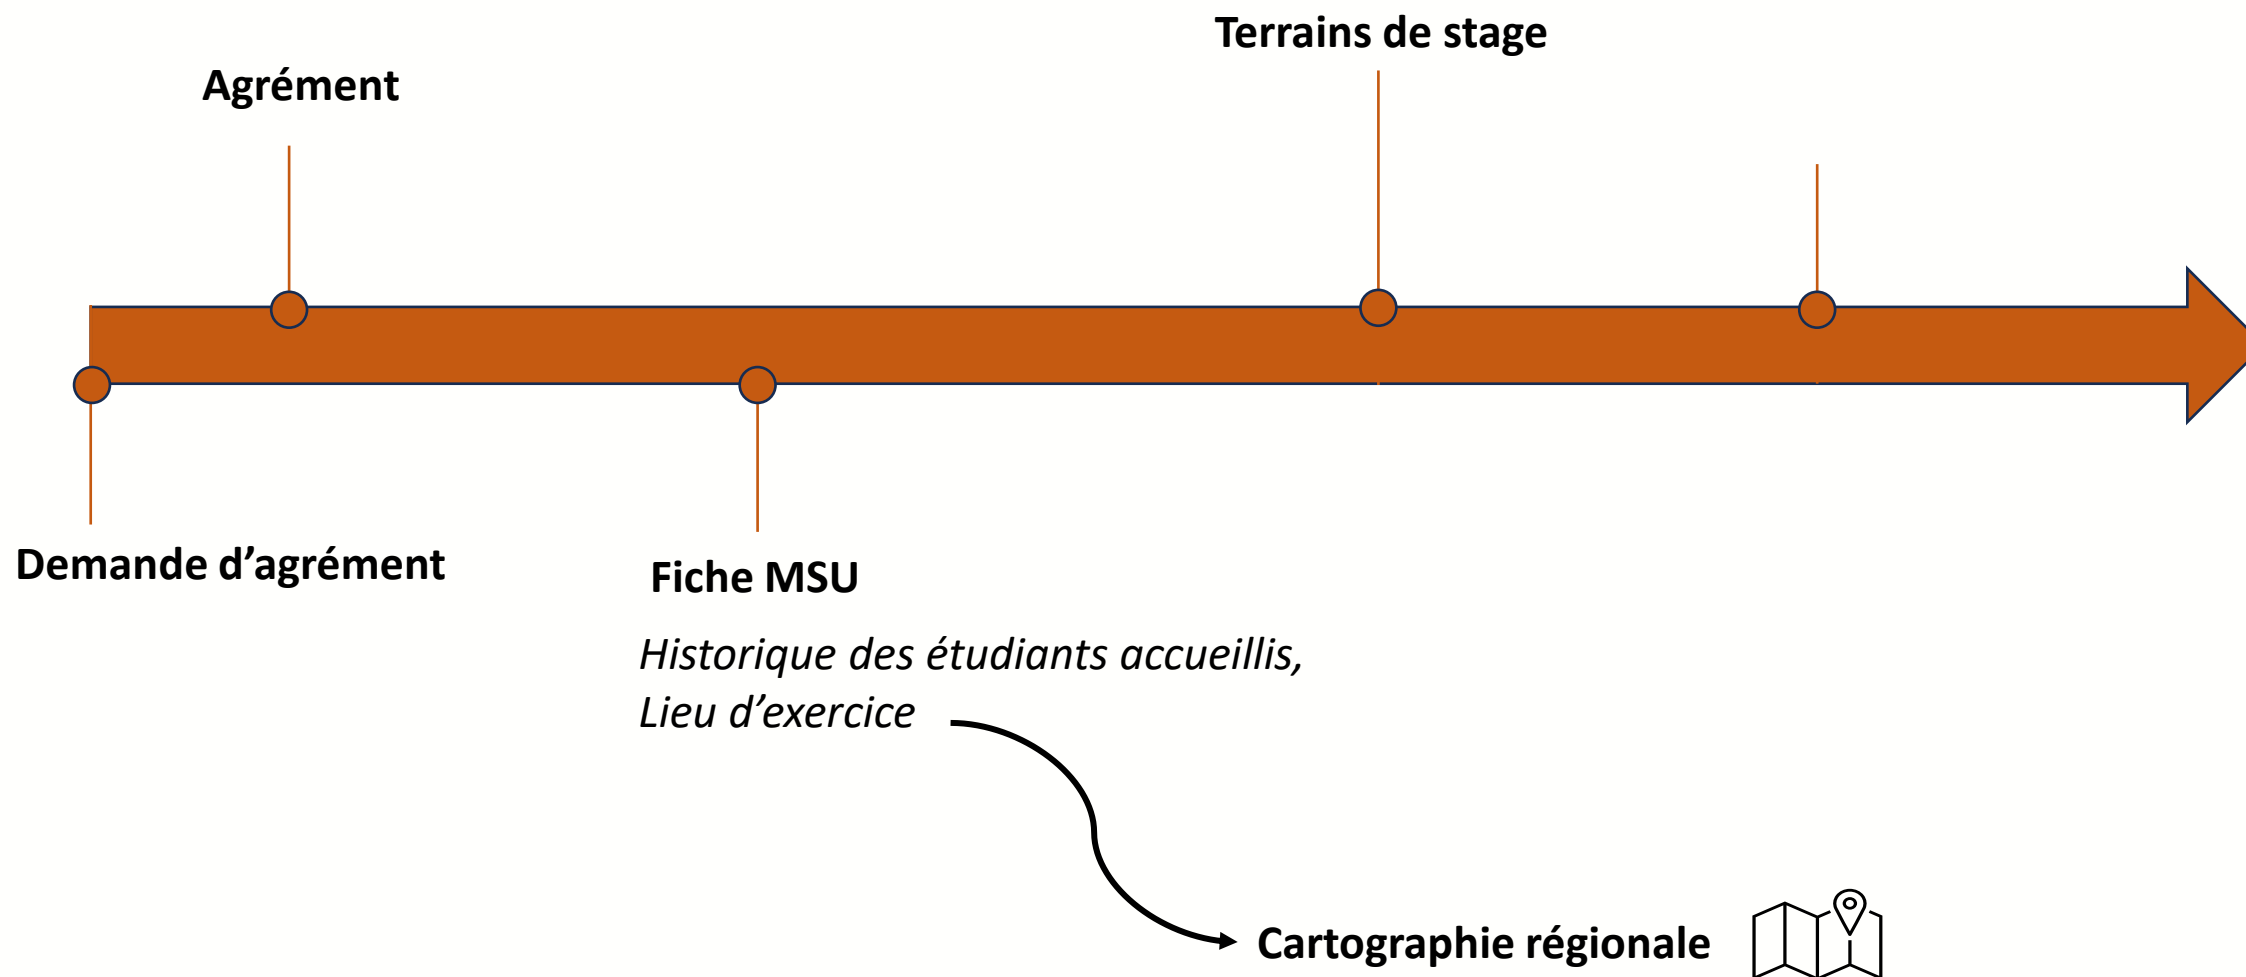 Terrains de stage
Agrément
Demande d’agrément
Fiche MSU
Historique des étudiants accueillis,
Lieu d’exercice
Cartographie régionale